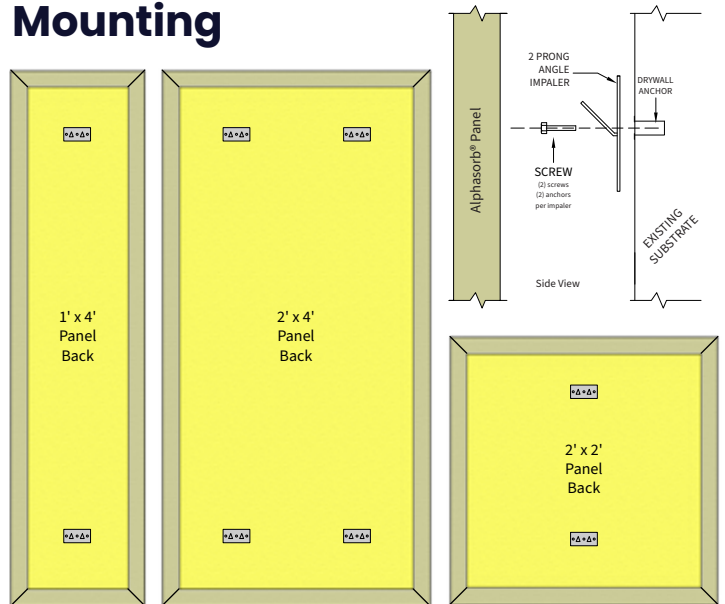 Mounting
1' x 4'
Panel
Back
2' x 4'
Panel
Back
Alphasorb® Panel
2 PRONG
ANGLE
IMPALER
DRYWALL
ANCHOR
SCREW
(2) screws
(2) anchors
per impaler
EXISTING
SUBSTRATE
Side View
2' x 2'
Panel
Back